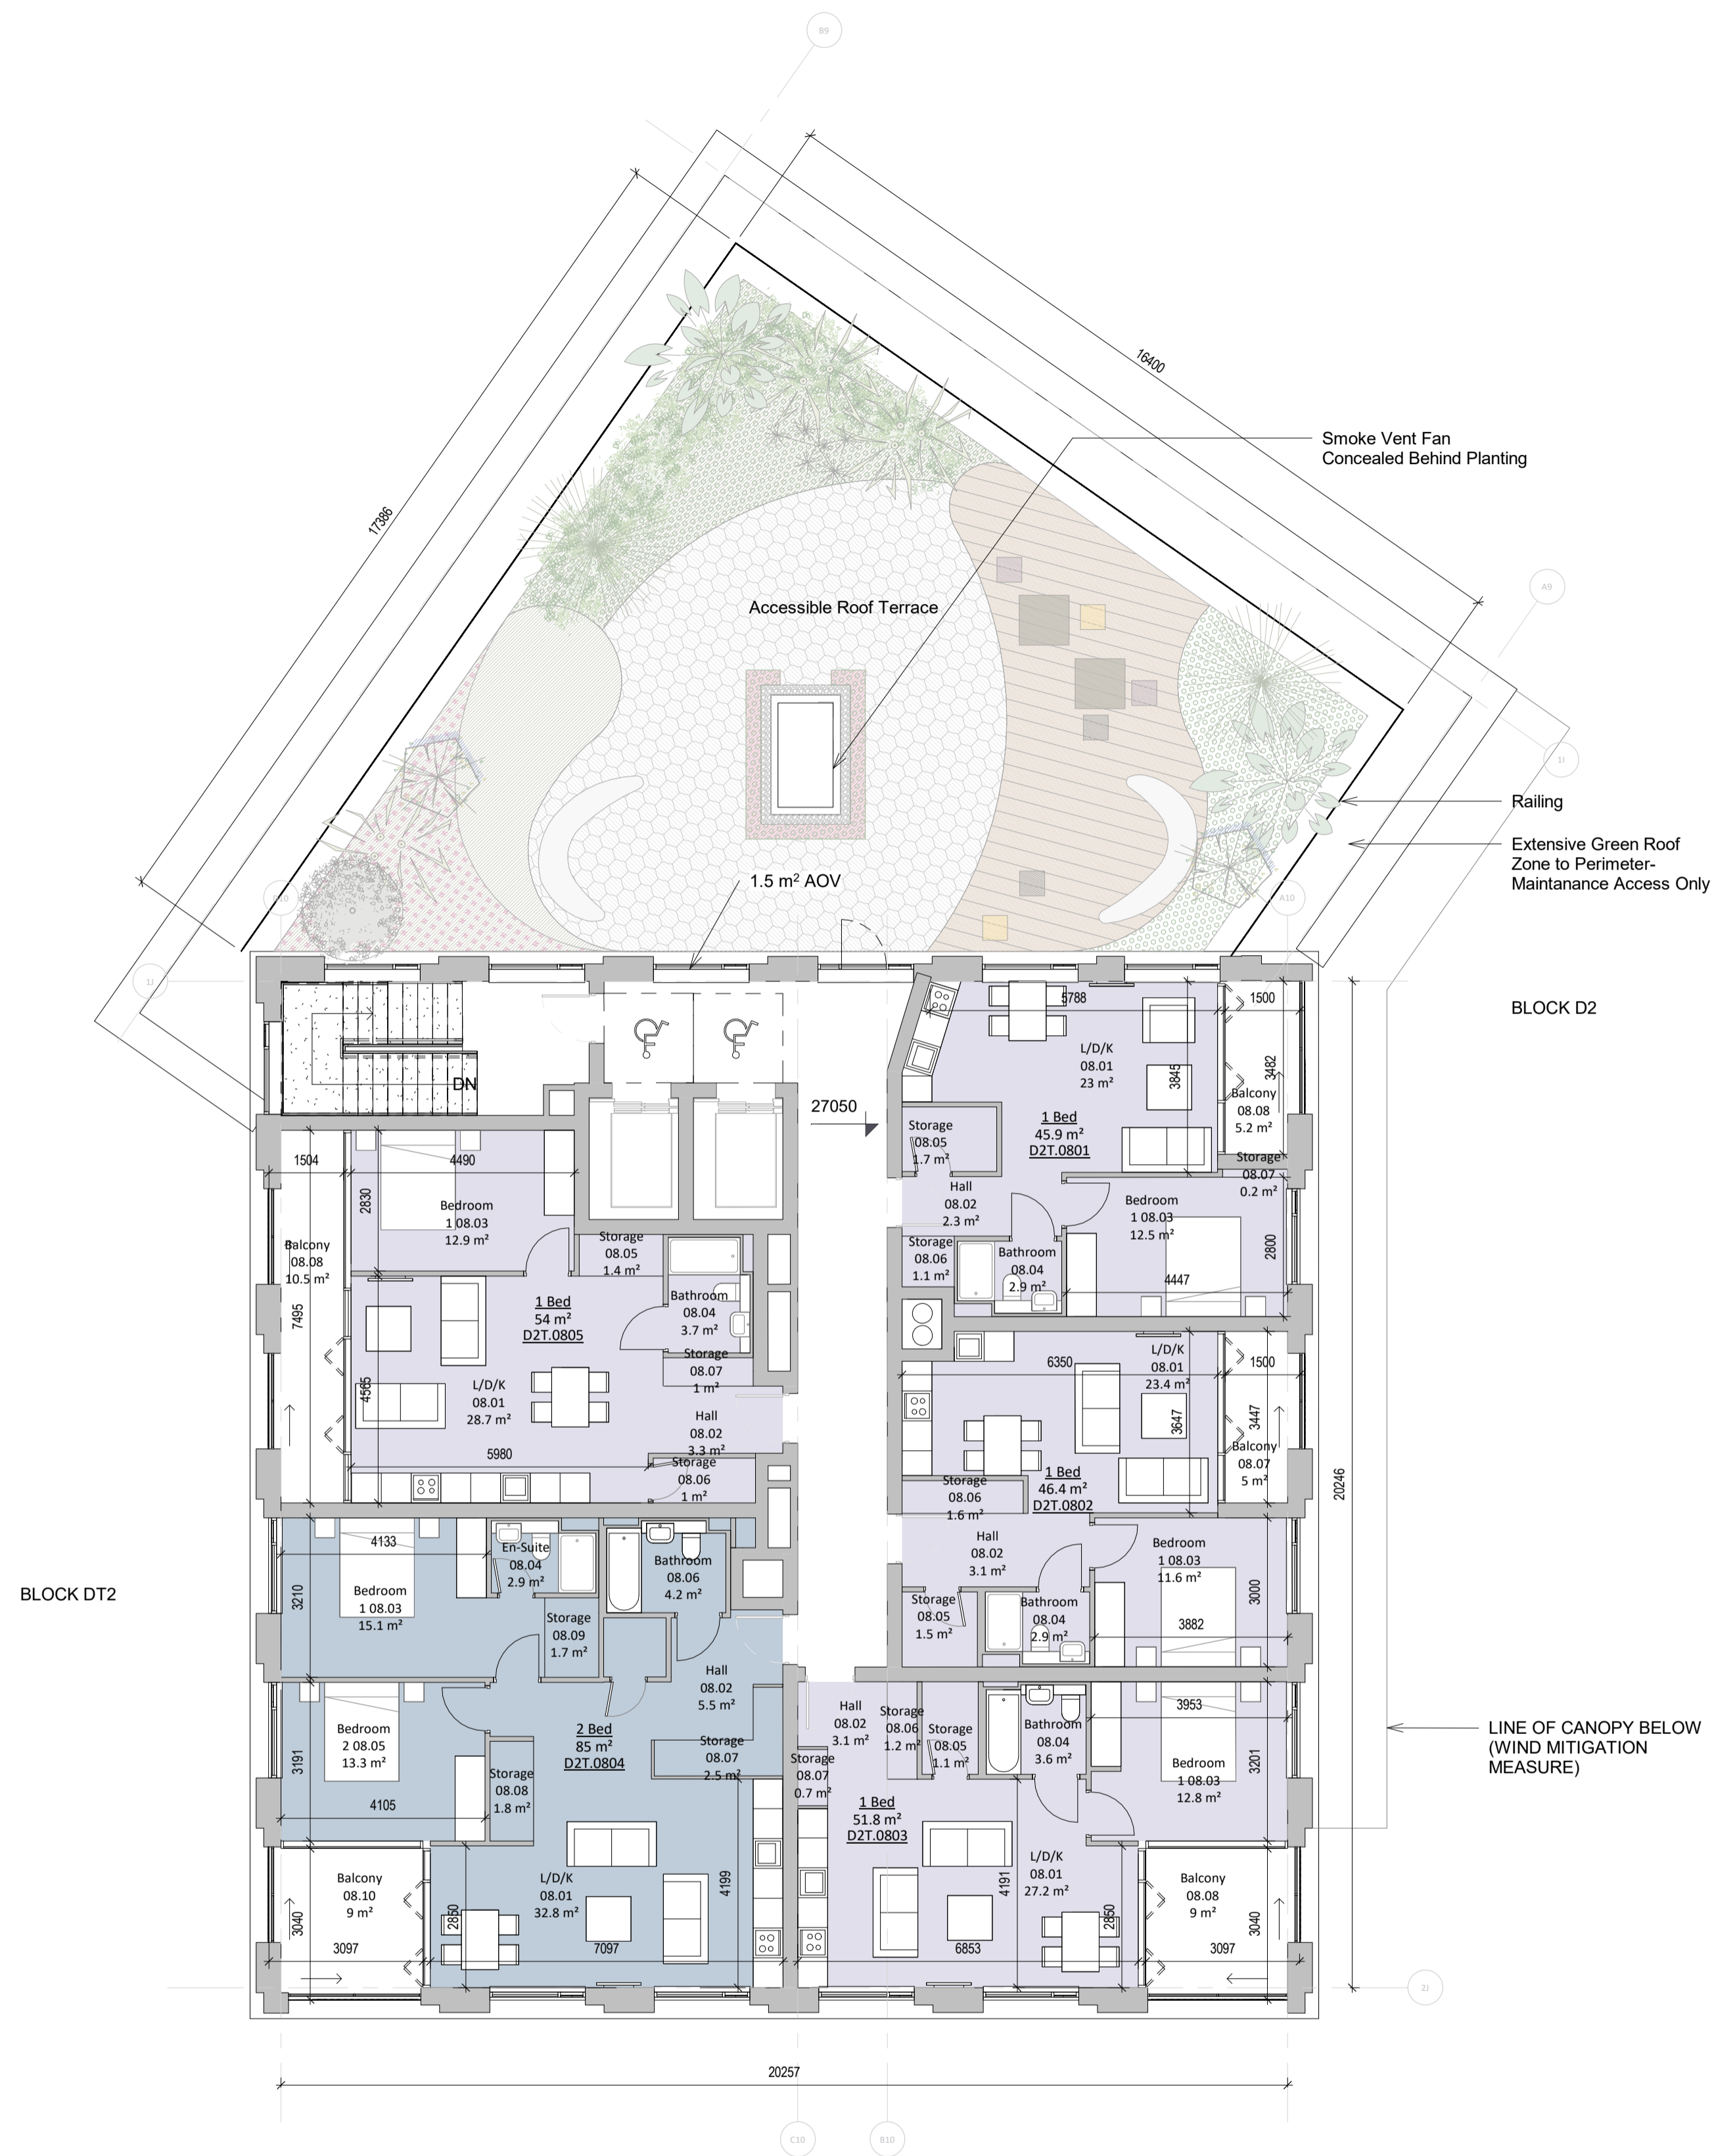 B9
16400
17386
Smoke Vent Fan
Concealed Behind Planting
A9
Accessible Roof Terrace
1I
Railing
Extensive Green Roof
Zone to Perimeter-
Maintanance Access Only
1.5 m² AOV
A10
1J
BLOCK D2
DN
27050
5788
1500
L/D/K
08.01
23 m²
3845
3482
Balcony
08.08
5.2 m²
1 Bed
45.9 m²
D2T.0801
Storage
08.05
1.7 m²
Storage
08.07
0.2 m²
Hall
08.02
2.3 m²
Bedroom
1 08.03
12.5 m²
2800
4447
Storage
08.06
1.1 m²
Bathroom
08.04
2.9 m²
1504
4490
2830
Bedroom
1 08.03
12.9 m²
Balcony
08.08
10.5 m²
7495
Storage
08.05
1.4 m²
1 Bed
54 m²
D2T.0805
Bathroom
08.04
3.7 m²
Storage
08.07
1 m²
4565
L/D/K
08.01
28.7 m²
Hall
08.02
3.3 m²
5980
Storage
08.06
1 m²
6350
L/D/K
08.01
23.4 m²
1500
3647
3447
Balcony
08.07
5 m²
1 Bed
46.4 m²
D2T.0802
Storage
08.06
1.6 m²
20246
Hall
08.02
3.1 m²
Bedroom
1 08.03
11.6 m²
3000
3882
Storage
08.05
1.5 m²
Bathroom
08.04
2.9 m²
BLOCK DT2
4133
3210
Bedroom
1 08.03
15.1 m²
En-Suite
08.04
2.9 m²
Bathroom
08.06
4.2 m²
Storage
08.09
1.7 m²
Hall
08.02
5.5 m²
Bedroom
2 08.05
13.3 m²
3191
4105
2 Bed
85 m²
D2T.0804
Storage
08.07
2.5 m²
Storage
08.08
1.8 m²
Balcony
08.10
9 m²
3040
3097
L/D/K
08.01
32.8 m²
2850
4199
7097
Hall
08.02
3.1 m²
Storage
08.06
1.2 m²
Storage
08.05
1.1 m²
Bathroom
08.04
3.6 m²
3953
Bedroom
1 08.03
12.8 m²
3201
Storage
08.07
0.7 m²
1 Bed
51.8 m²
D2T.0803
L/D/K
08.01
27.2 m²
4191
2850
6853
Balcony
08.08
9 m²
3040
3097
LINE OF CANOPY BELOW
(WIND MITIGATION
MEASURE)
2J
20257
C10
B10